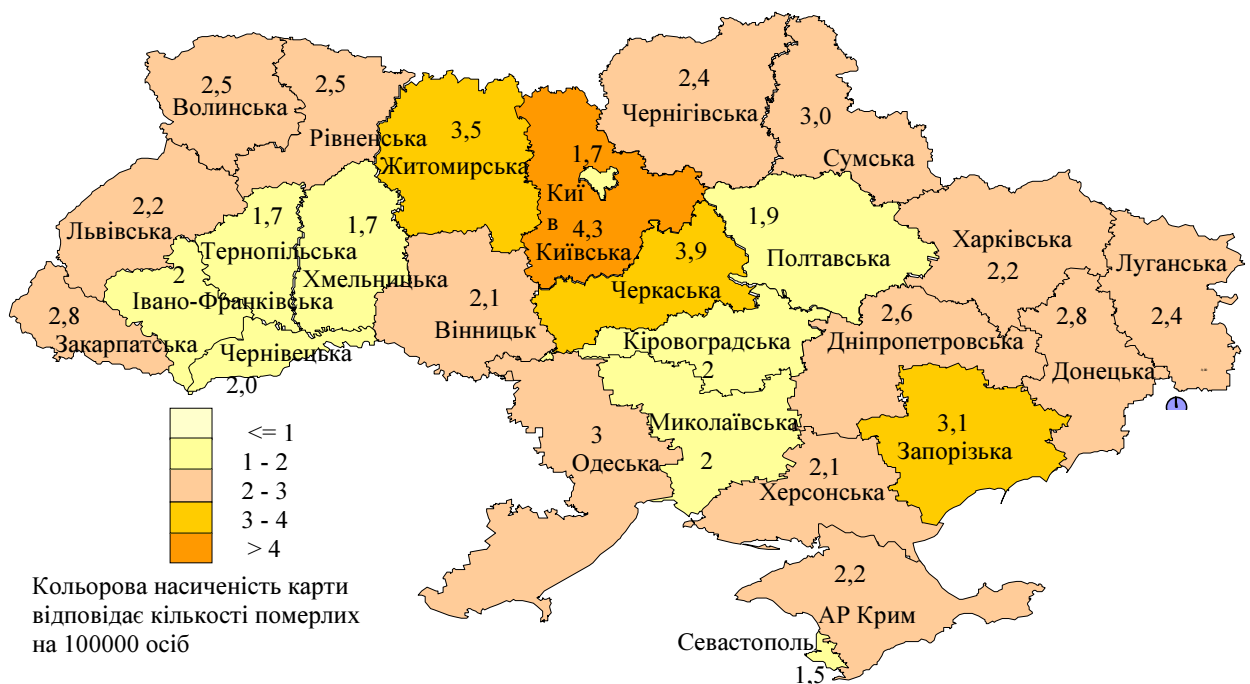 2,4
2,5
Волинська
2,5
Рівненська
3,5
Житомирська
1,7
Киї
в
4,3
Київська
Чернігівська
3,0
Сумська
2,2
Львівська
1,7
Тернопільська
1,7
Хмельницька
2
Івано-Франківська
2,8
Закарпатська
Чернівецька
2,0
2,1
Вінницьк
3,9
Черкаська
1,9
Полтавська
Харківська
2,2
Луганська
2,4
Кіровоградська
2
2,6
Дніпропетровська
2,8
Донецька
Миколаївська
2
3
Одеська
3,1
Запорізька
2,1
Херсонська
2,2
АР Крим
Севастополь
1,5
<= 1
1 - 2
2 - 3
3 - 4
> 4
Кольорова насиченість карти
відповідає кількості померлих
на 100000 осіб